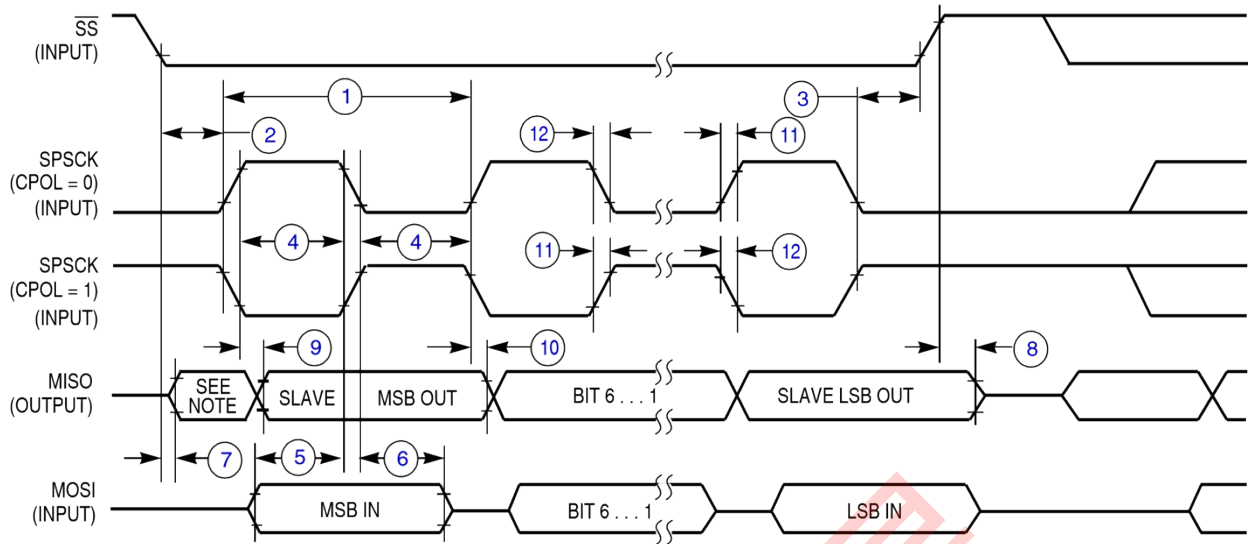 SS
(INPUT)
1
3
2
12
11
SPSCK
(CPOL = 0)
(INPUT)
4
4
11
12
SPSCK
(CPOL = 1)
(INPUT)
9
10
8
MISO
(OUTPUT)
SEE
NOTE
SLAVE
MSB OUT
BIT 6 . . . 1
SLAVE LSB OUT
7
5
6
MOSI
(INPUT)
MSB IN
BIT 6 . . . 1
LSB IN